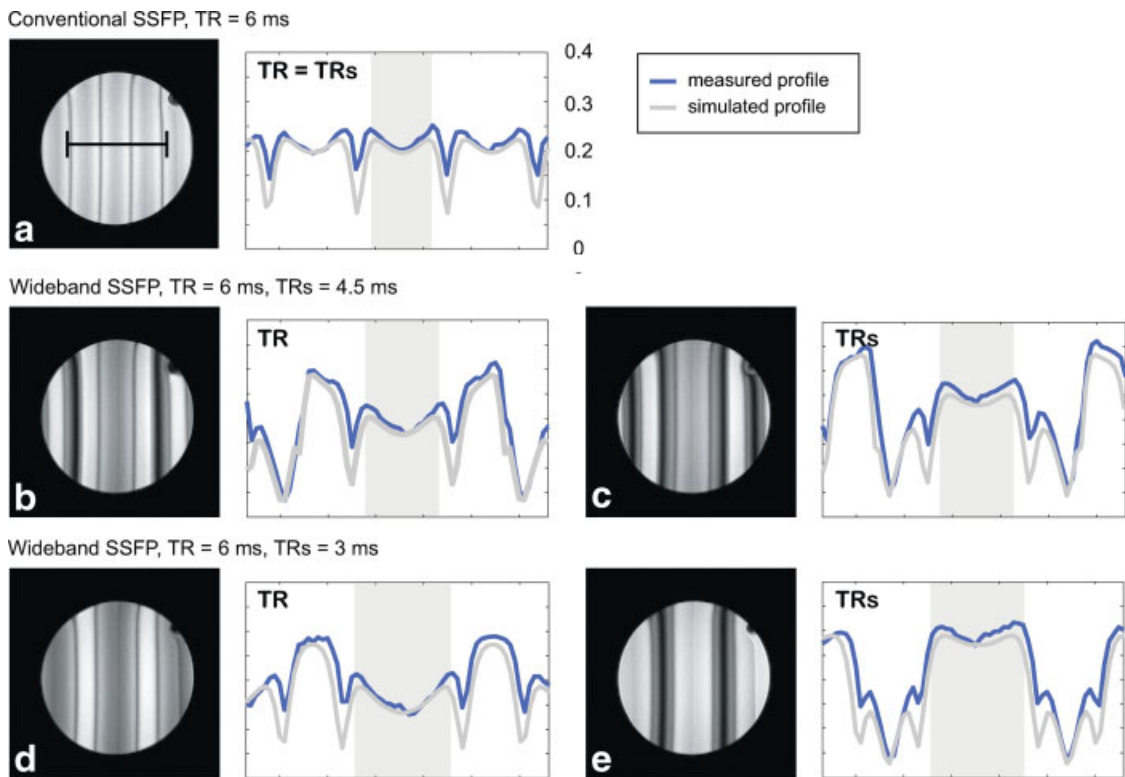 Conventional SSFP, TR = 6 ms
TR = TRs
0.4
0.3
0.2
0.1
0
measured profile
simulated profile
a
Wideband SSFP, TR = 6 ms, TRs = 4.5 ms
TR
TRs
b
c
Wideband SSFP, TR = 6 ms, TRs = 3 ms
TR
TRs
d
e